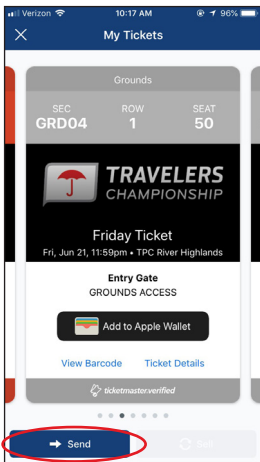 Verizon 10:17 AM 96%
My Tickets
Grounds
SEC ROW SEAT
GRD04 1 50
TRAVELERS
CHAMPIONSHIP
Friday Ticket
Fri, Jun 21, 11:59pm • TPC River Highlands
Entry Gate
GROUNDS ACCESS
Add to Apple Wallet
View Barcode Ticket Details
ticketmaster.verified
Send Sell